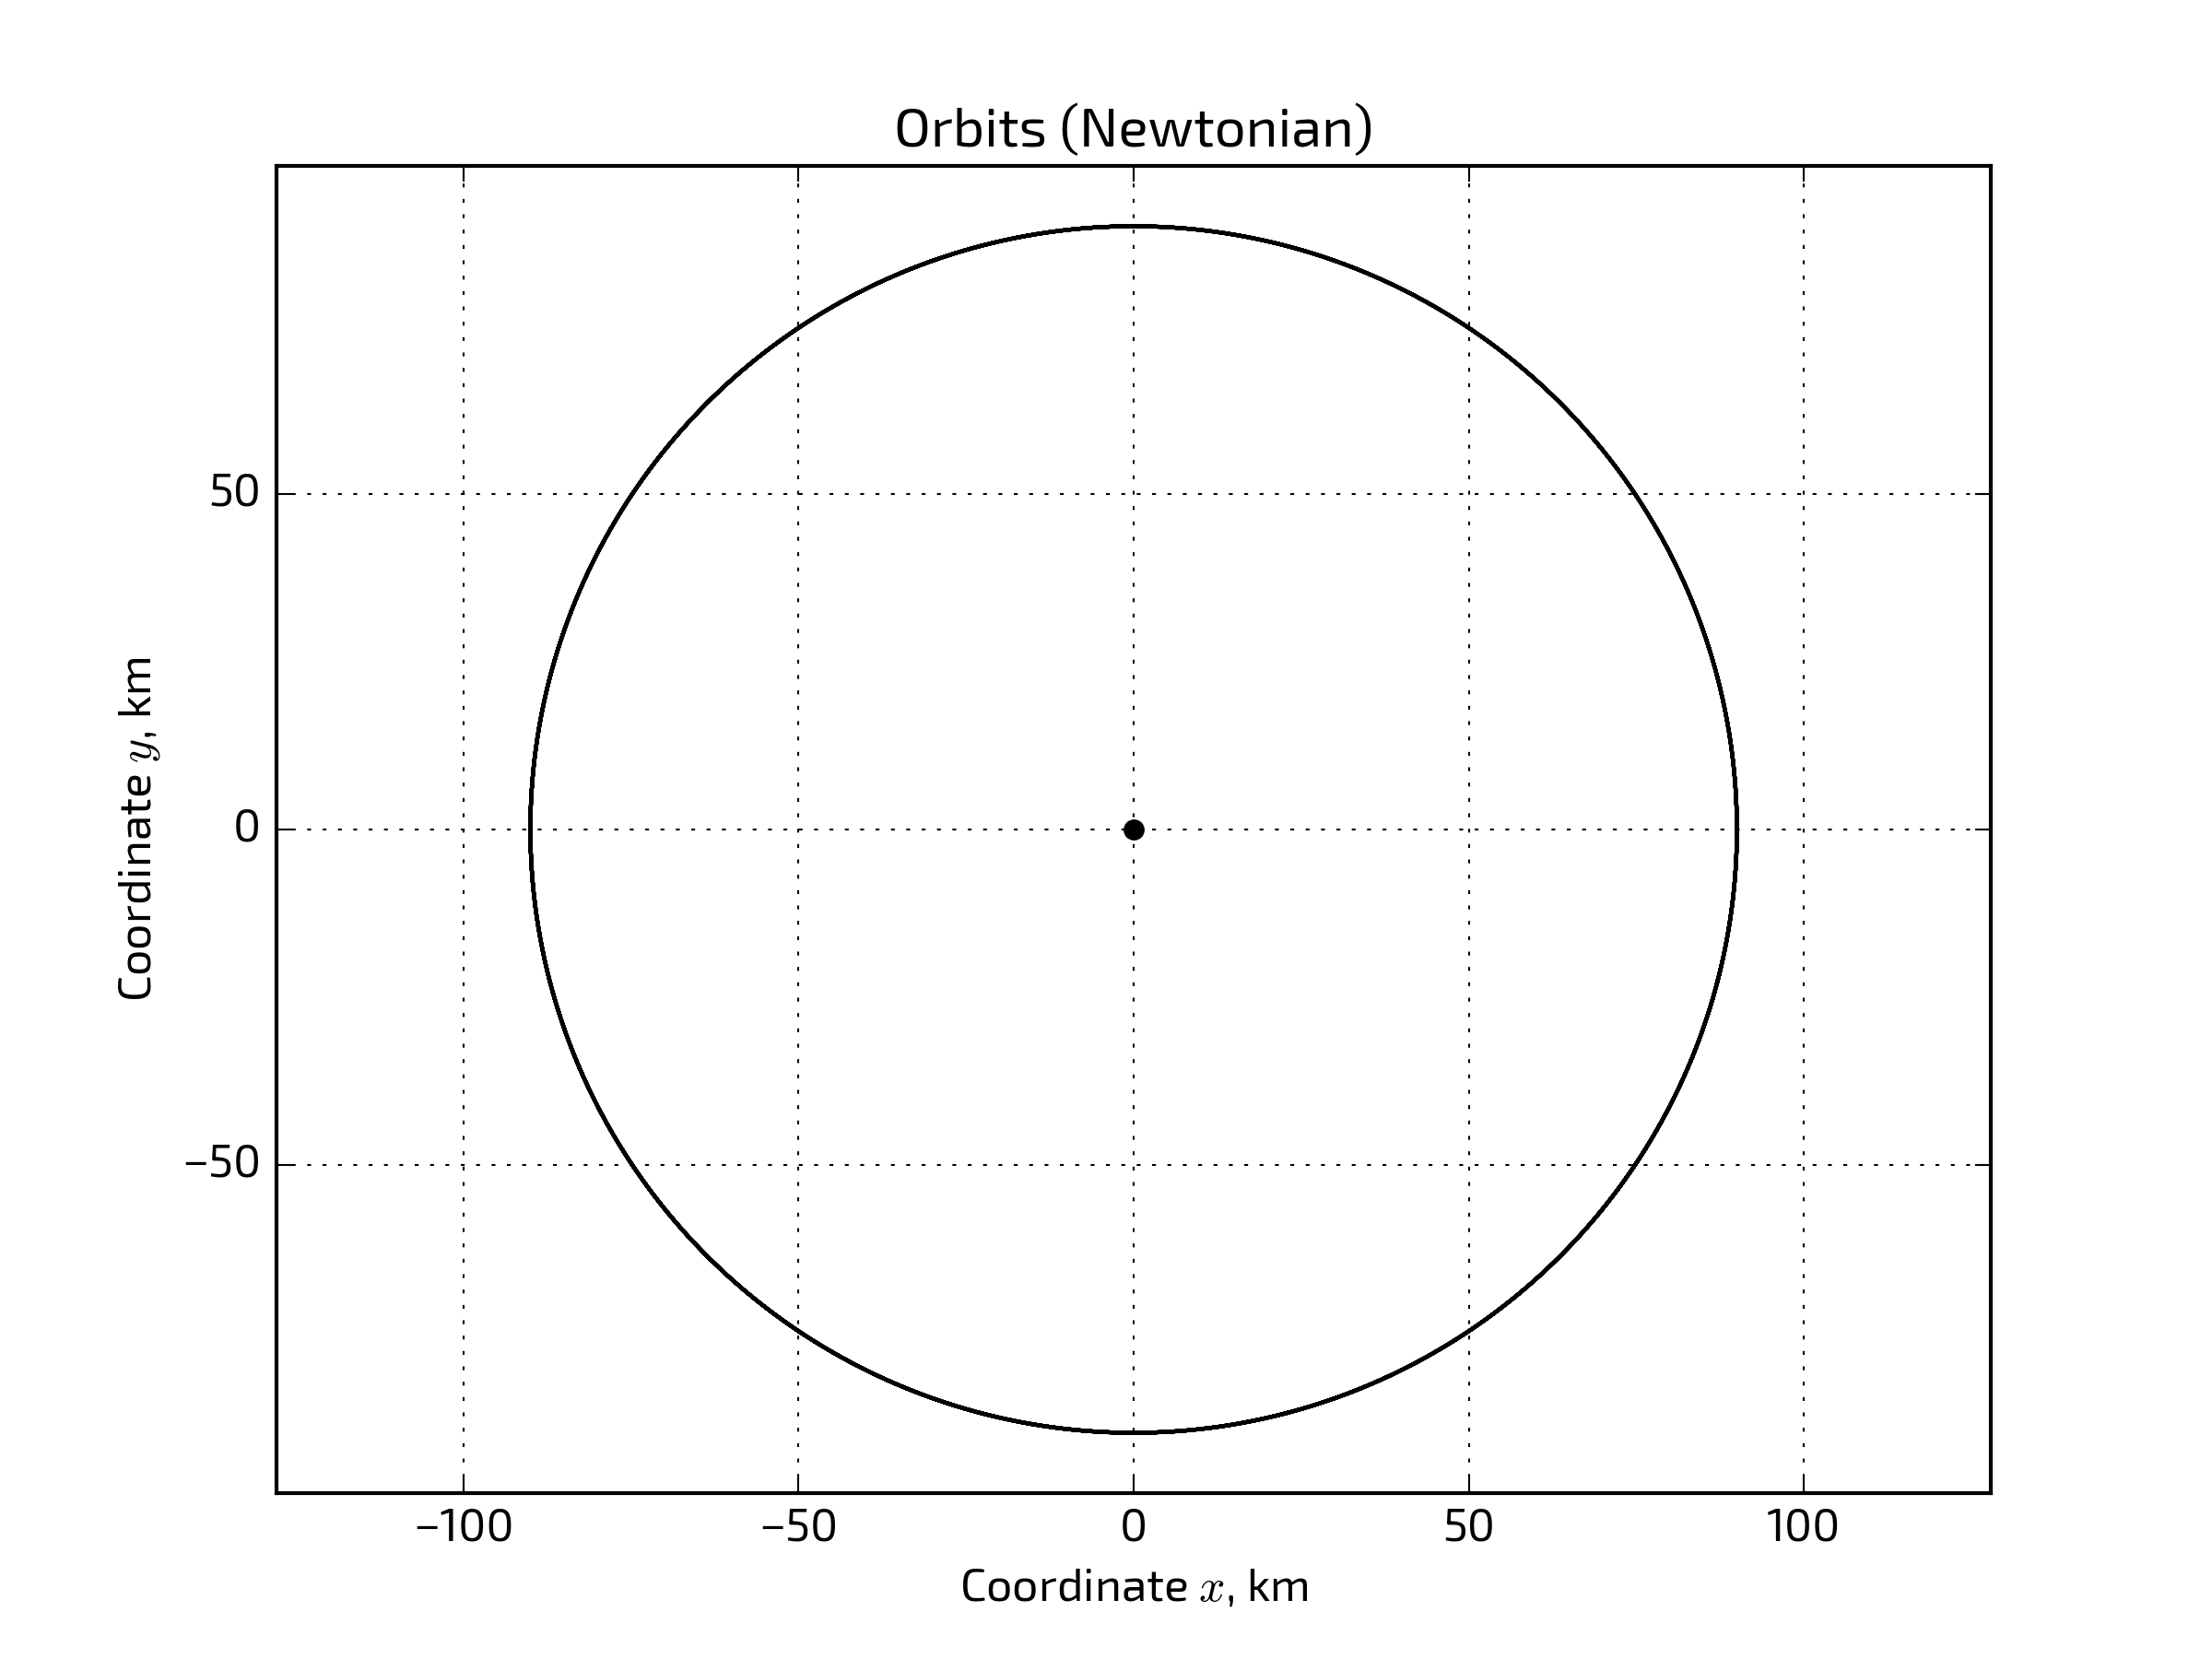 Orbits (Newtonian)
50
0
−50
Coordinate y, km
−100 −50 0 50 100
Coordinate x, km